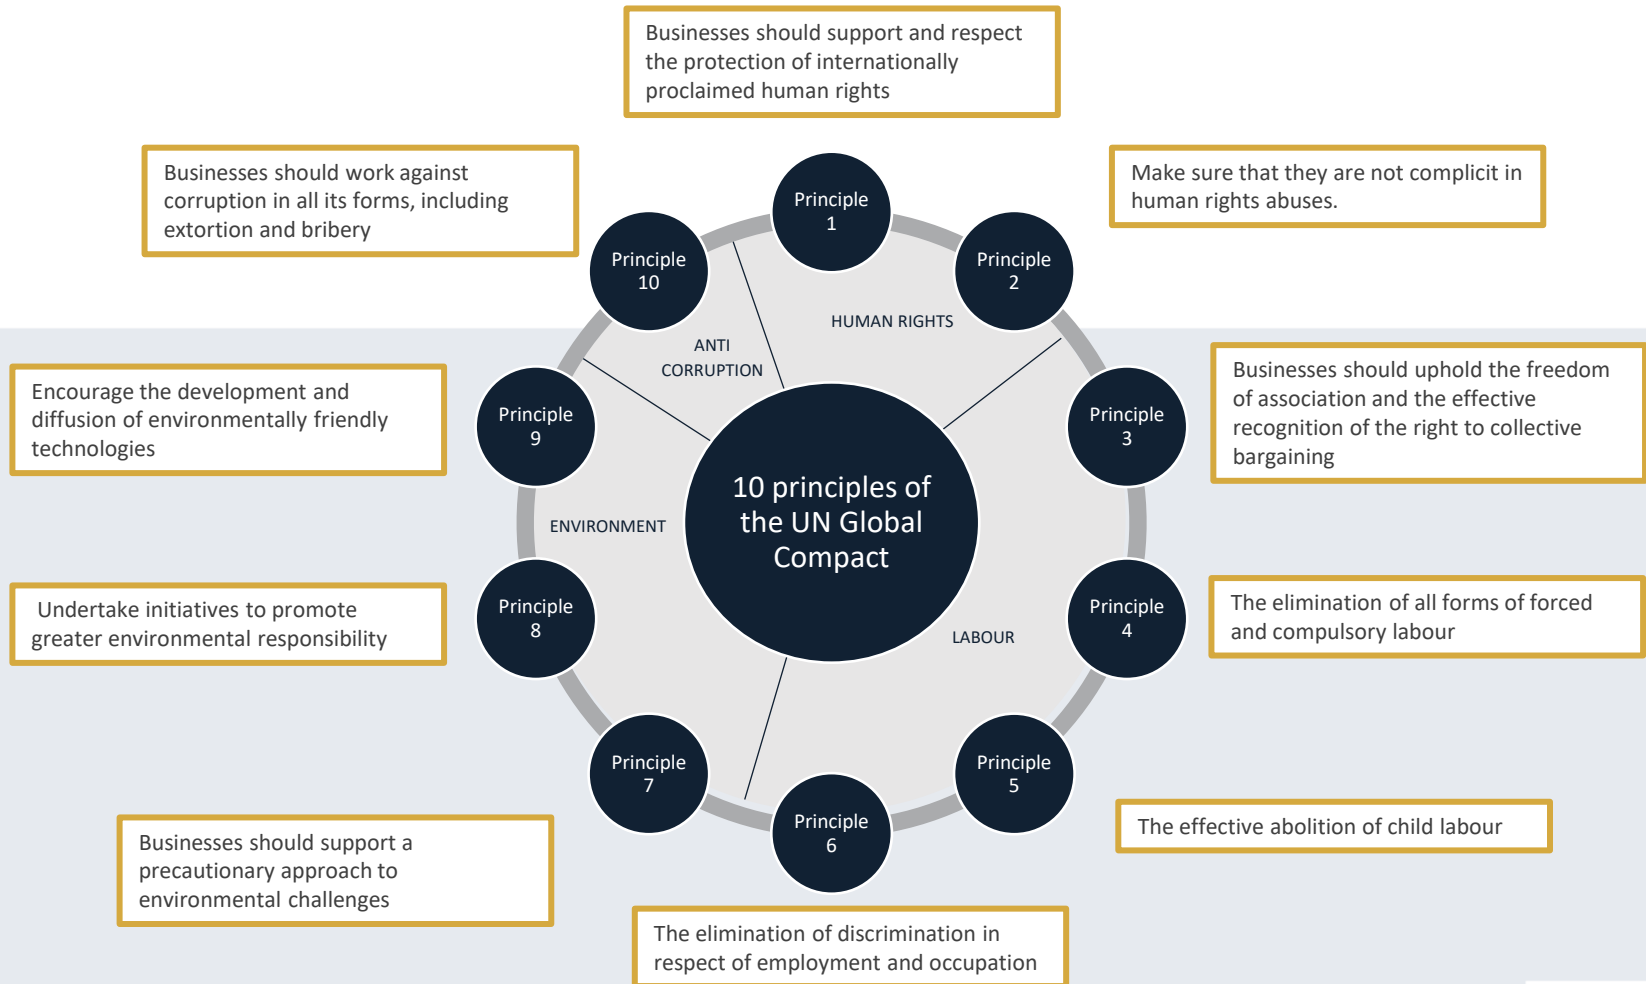 Businesses should support and respect
the protection of internationally
proclaimed human rights
Businesses should work against
corruption in all its forms, including
extortion and bribery
Make sure that they are not complicit in
human rights abuses.
Principle
1
Principle
10
Principle
2
HUMAN RIGHTS
ANTI
CORRUPTION
Encourage the development and
diffusion of environmentally friendly
technologies
Principle
9
Principle
3
Businesses should uphold the freedom
of association and the effective
recognition of the right to collective
bargaining
10 principles of
the UN Global
Compact
ENVIRONMENT
Undertake initiatives to promote
greater environmental responsibility
Principle
8
LABOUR
Principle
4
The elimination of all forms of forced
and compulsory labour
Principle
7
Principle
5
Principle
6
Businesses should support a
precautionary approach to
environmental challenges
The effective abolition of child labour
The elimination of discrimination in
respect of employment and occupation